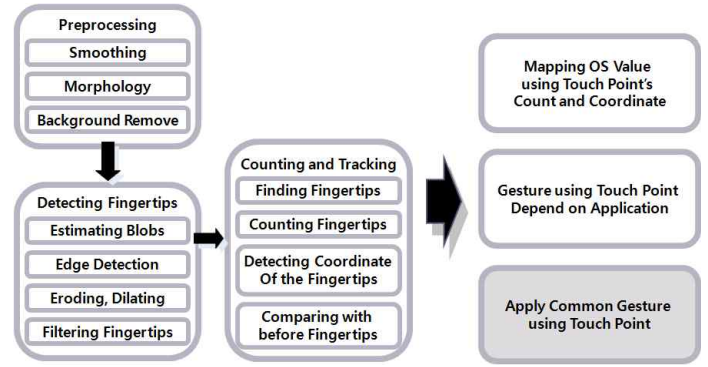 Preprocessing
Smoothing
Morphology
Background Remove
Detecting Fingertips
Estimating Blobs
Edge Detection
Eroding, Dilating
Filtering Fingertips
Counting and Tracking
Finding Fingertips
Counting Fingertips
Detecting Coordinate
Of the Fingertips
Comparing with
before Fingertips
Mapping OS Value
using Touch Point's
Count and Coordinate
Gesture using Touch Point
Depend on Application
Apply Common Gesture
using Touch Point